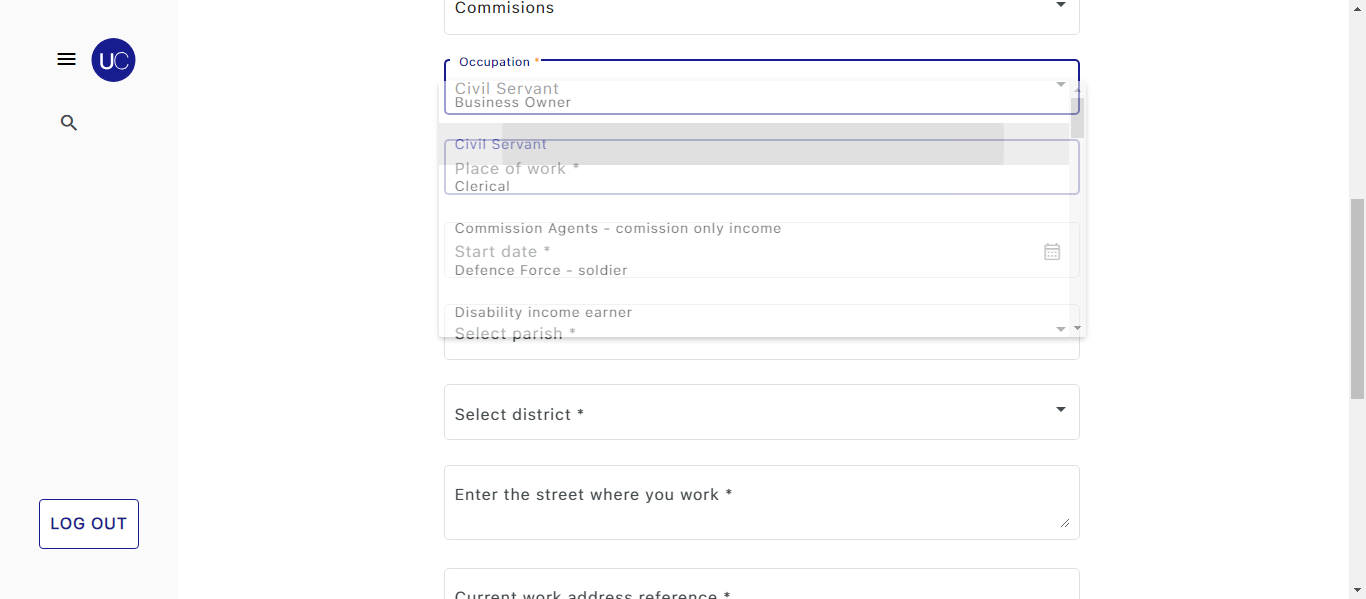 Commisions
UC
Occupation *
Civil Servant
Business Owner
Civil Servant
Place of work *
Clerical
Commission Agents - comission only income
Start date *
Defence Force - soldier
Disability income earner
Select parish *
Select district *
Enter the street where you work *
LOG OUT
Current work address reference *